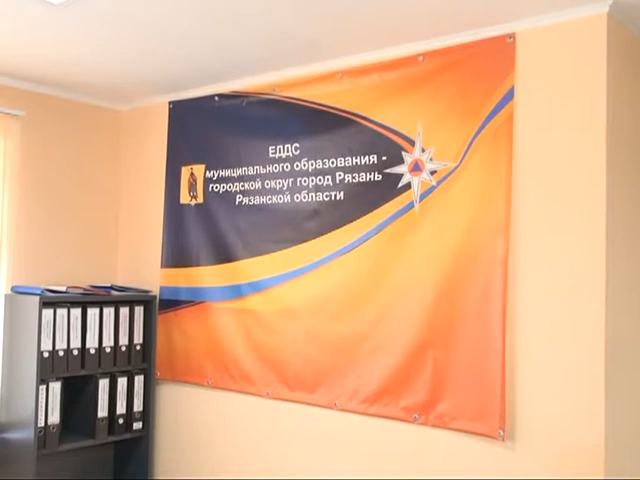 ЕДДС
муниципального образования -
городской округ город Рязань
Рязанской области